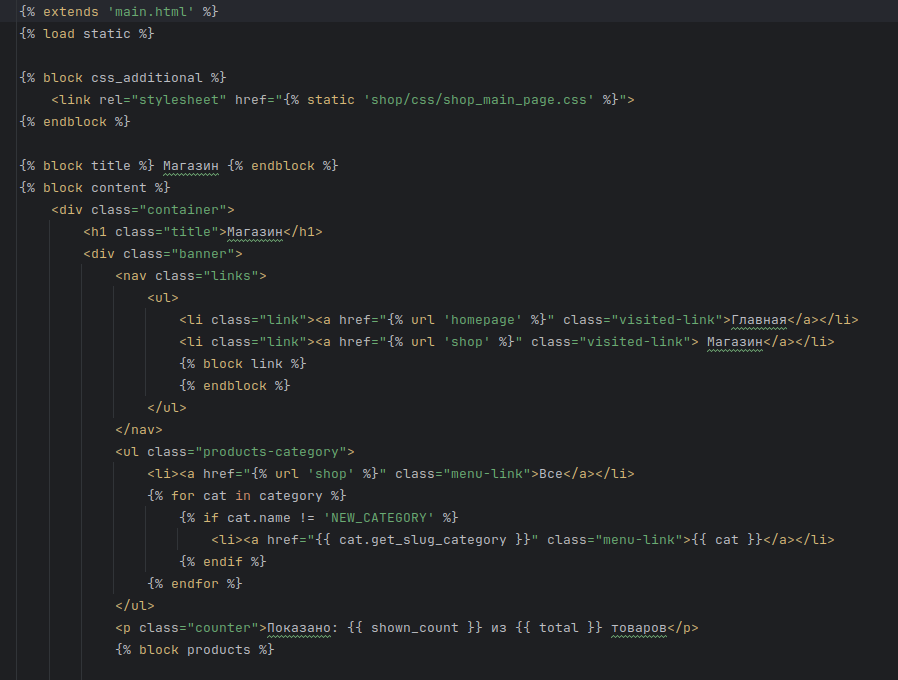 {% extends 'main.html' %}
{% load static %}
{% block css_additional %}
<link rel="stylesheet" href="{% static 'shop/css/shop_main_page.css' %}">
{% endblock %}
{% block title %} Магазин {% endblock %}
{% block content %}
<div class="container">
<h1 class="title">Магазин</h1>
<div class="banner">
<nav class="links">
<ul>
<li class="link"><a href="{% url 'homepage' %}" class="visited-link">Главная</a></li>
<li class="link"><a href="{% url 'shop' %}" class="visited-link"> Магазин</a></li>
{% block link %}
{% endblock %}
</ul>
</nav>
<ul class="products-category">
<li><a href="{% url 'shop' %}" class="menu-link">Все</a></li>
{% for cat in category %}
{% if cat.name != 'NEW_CATEGORY' %}
<li><a href="{{ cat.get_slug_category }}" class="menu-link">{{ cat }}</a></li>
{% endif %}
{% endfor %}
</ul>
<p class="counter">Показано: {{ shown_count }} из {{ total }} товаров</p>
{% block products %}